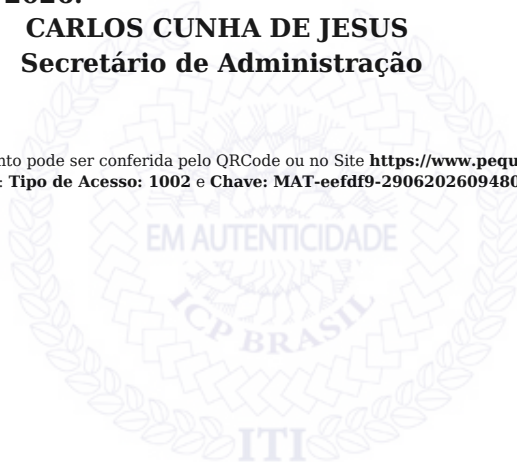 CARLOS CUNHA DE JESUS
Secretário de Administração
nto pode ser conferida pelo QRCode ou no Site https://www.pequ
: Tipo de Acesso: 1002 e Chave: MAT-eefdf9-2906202609480
EM AUTENTICIDADE
ICP BRASIL
ITI